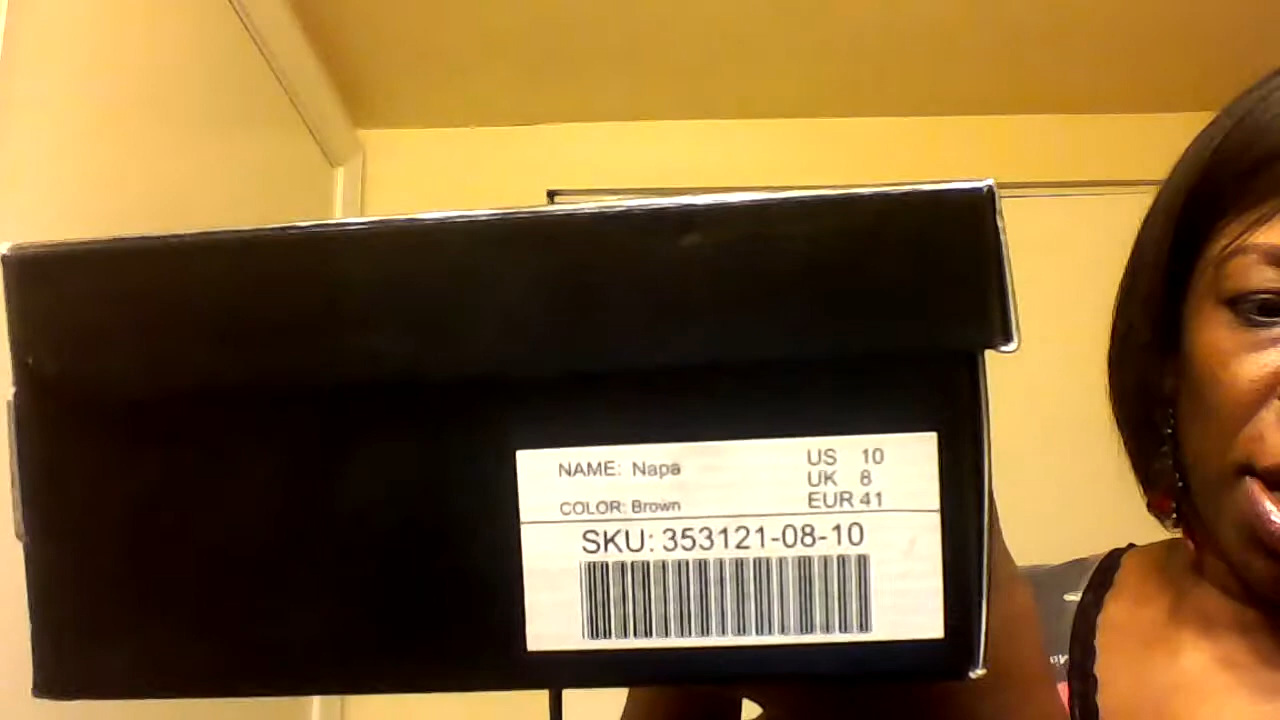 NAME: Napa
COLOR: Brown
US 10
UK 8
EUR 41
SKU: 353121-08-10